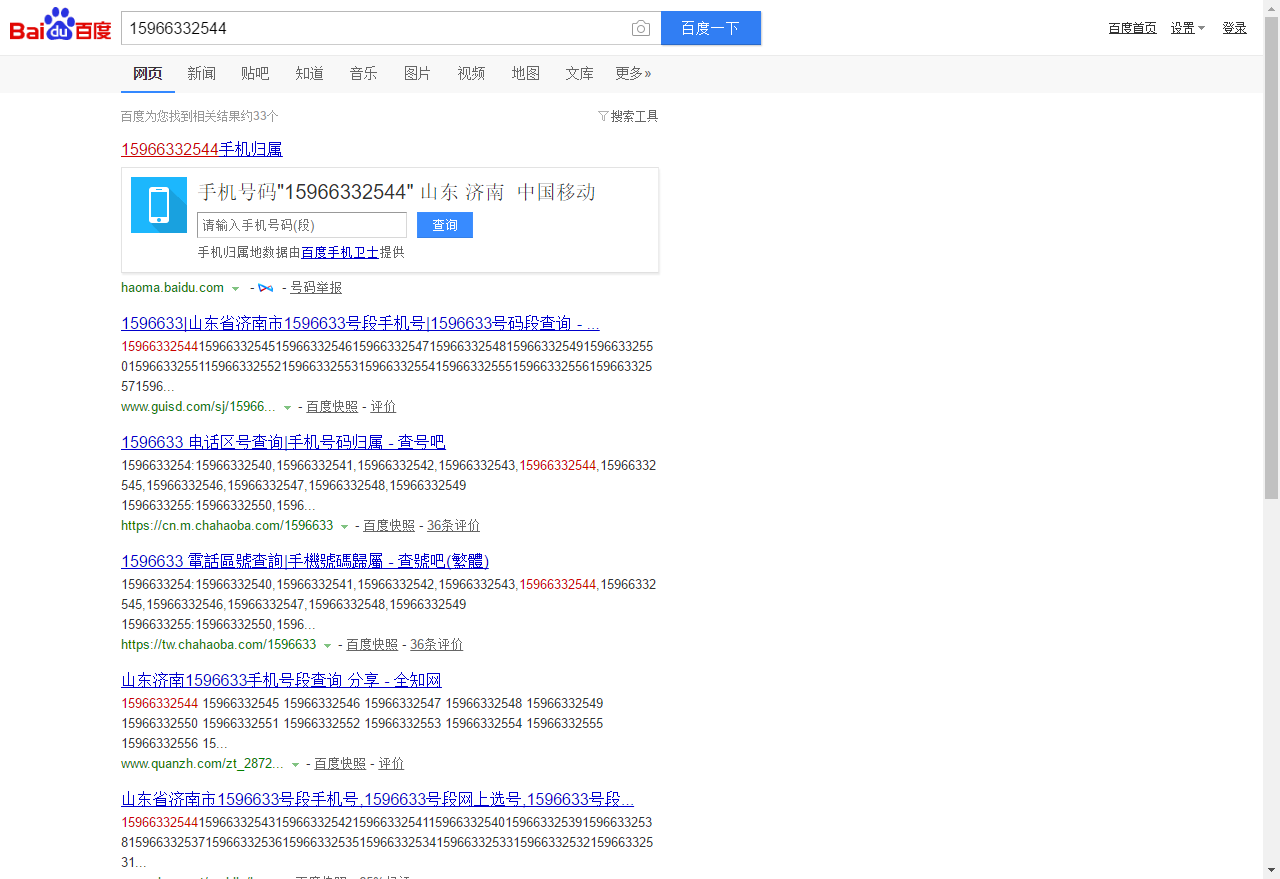 Bai du 百度 15966332544 百度一下 百度首页 设置 登录
网页 新闻 贴吧 知道 音乐 图片 视频 地图 文库 更多»
百度为您找到相关结果约33个 搜索工具
15966332544手机归属
手机号码"15966332544" 山东 济南 中国移动
请输入手机号码(段) 查询
手机归属地数据由百度手机卫士提供
haoma.baidu.com - - 号码举报
1596633|山东省济南市1596633号段手机号|1596633号码段查询 - ...
159663325441596633254515966332546159663325471596633254815966332549159663325
5015966332551159663325521596633255315966332554159663325551596633255615966332
5571596...
www.guisd.com/sj/15966... - 百度快照 - 评价
1596633 电话区号查询|手机号码归属 - 查号吧
1596633254:15966332540,15966332541,15966332542,15966332543,15966332544,15966332
545,15966332546,15966332547,15966332548,15966332549
1596633255:15966332550,1596...
https://cn.m.chahaoba.com/1596633 - 百度快照 - 36条评价
1596633 電話區號查詢|手機號碼歸屬 - 查號吧(繁體)
1596633254:15966332540,15966332541,15966332542,15966332543,15966332544,15966332
545,15966332546,15966332547,15966332548,15966332549
1596633255:15966332550,1596...
https://tw.chahaoba.com/1596633 - 百度快照 - 36条评价
山东济南1596633手机号段查询 分享 - 全知网
15966332544 15966332545 15966332546 15966332547 15966332548 15966332549
15966332550 15966332551 15966332552 15966332553 15966332554 15966332555
15966332556 15...
www.quanzh.com/zt_2872... - 百度快照 - 评价
山东省济南市1596633号段手机号,1596633号段网上选号,1596633号段...
1596633254415966332543159663325421596633254115966332540159663325391596633253
8159663325371596633253615966332535159663325341596633253315966332532159663325
31...